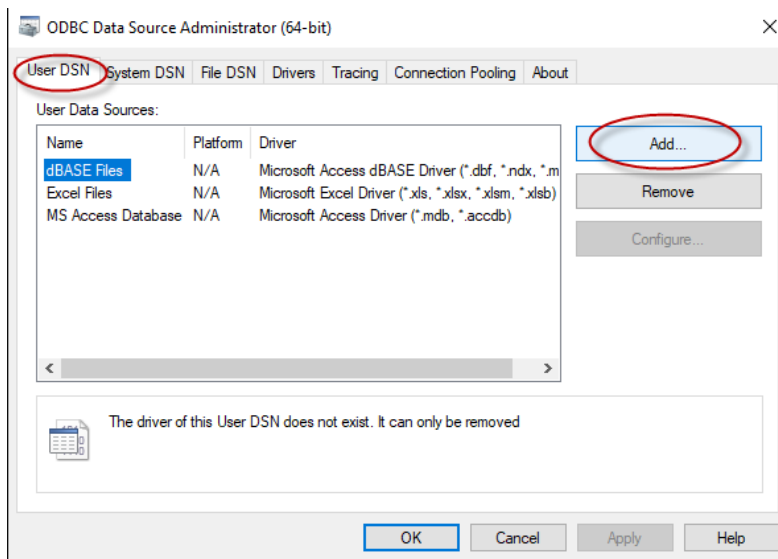 ODBC Data Source Administrator (64-bit)
User DSN System DSN File DSN Drivers Tracing Connection Pooling About
User Data Sources:
Name Platform Driver
dBASE Files N/A Microsoft Access dBASE Driver (*.dbf, *.ndx, *.m
Excel Files N/A Microsoft Excel Driver (*.xls, *.xlsx, *.xlsm, *.xlsb)
MS Access Database N/A Microsoft Access Driver (*.mdb, *.accdb)
Add...
Remove
Configure...
The driver of this User DSN does not exist. It can only be removed
OK Cancel Apply Help